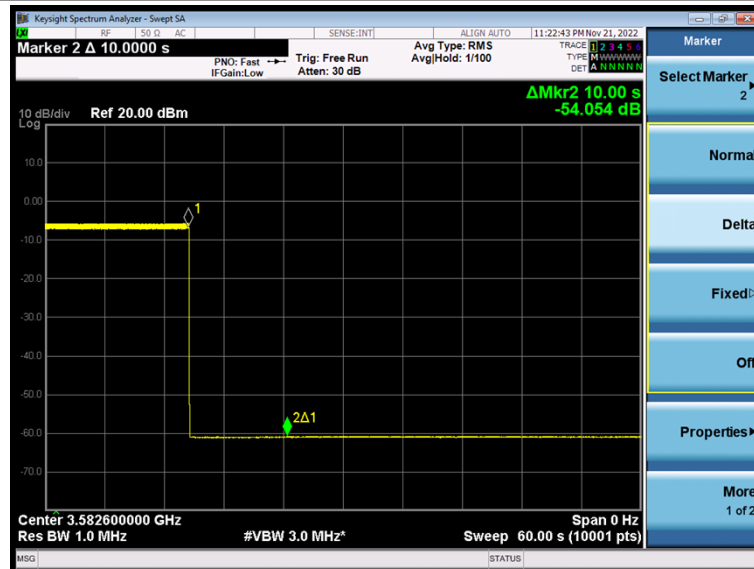 Keysight Spectrum Analyzer - Swept SA
LXI RF 50 Ω AC SENSE:INT ALIGN AUTO 11:22:43 PM Nov 21, 2022
Marker 2 Δ 10.0000 s
PNO: Fast
IFGain:Low
Trig: Free Run
Atten: 30 dB
Avg Type: RMS
Avg|Hold: 1/100
TRACE 1 2 3 4 5 6
TYPE M WWWWW
DET A N N N N N
ΔMkr2 10.00 s
-54.054 dB
10 dB/div Ref 20.00 dBm
Log
10.0
0.00
-10.0
-20.0
-30.0
-40.0
-50.0
-60.0
-70.0
1
2Δ1
Center 3.582600000 GHz
Res BW 1.0 MHz
#VBW 3.0 MHz*
Span 0 Hz
Sweep 60.00 s (10001 pts)
MSG
STATUS
Marker
Select Marker
2
Normal
Delta
Fixed
Off
Properties
More
1 of 2